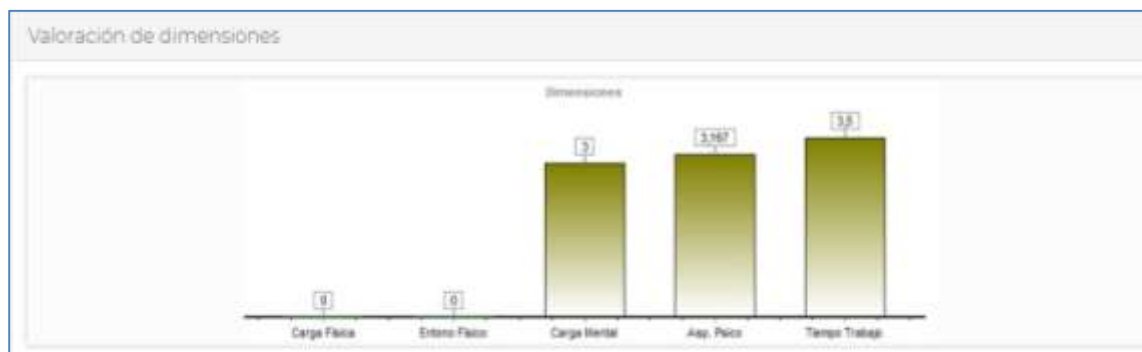 Valoración de dimensiones
Dimensiones
3,5
3,167
3
0
0
Carga Física
Entorno Físico
Carga Mental
Asp. Psico
Tiempo Trabajo